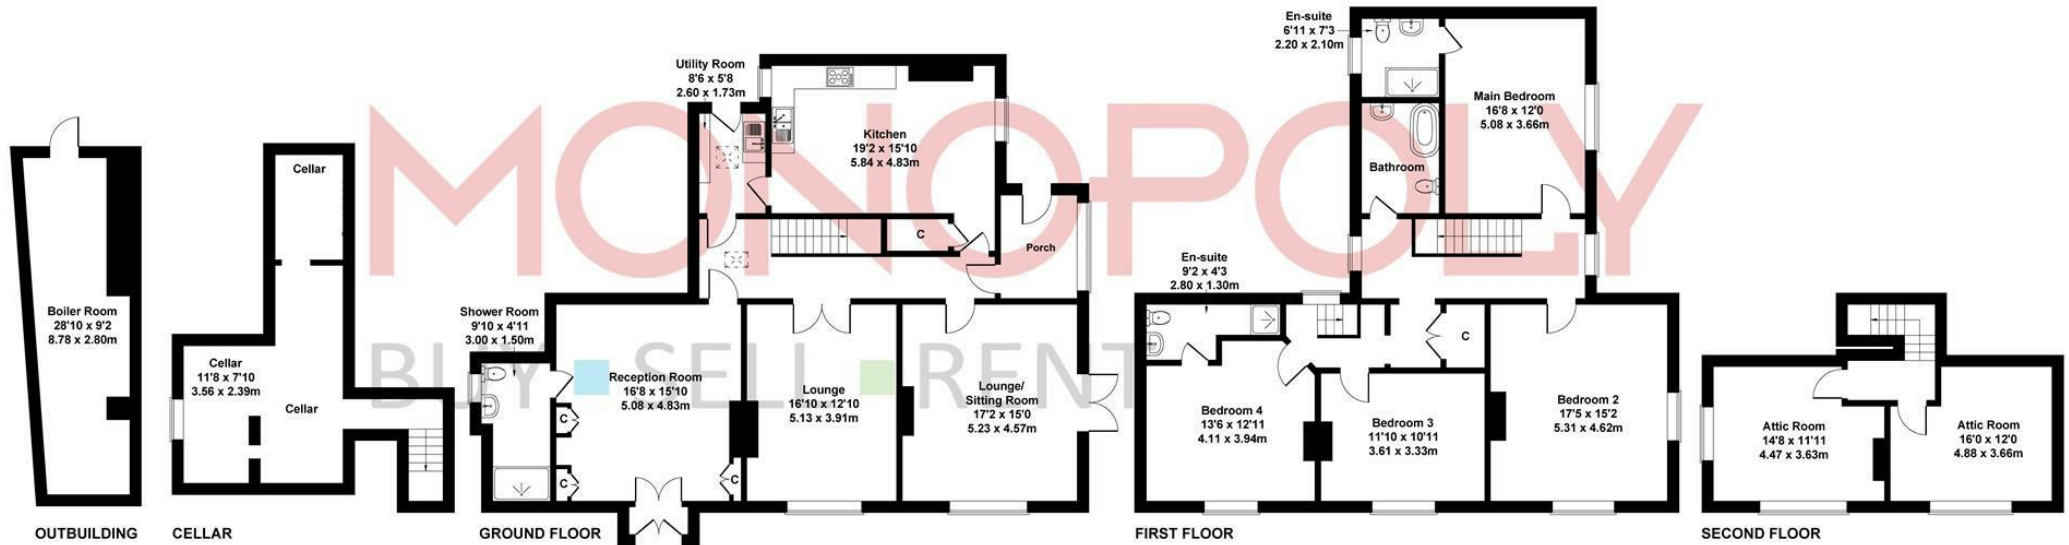 MONOPOLY
BUY SELL RENT
Boiler Room
28'10 x 9'2
8.78 x 2.80m
OUTBUILDING
Cellar
Cellar
11'8 x 7'10
3.56 x 2.39m
Cellar
CELLAR
Utility Room
8'6 x 5'8
2.60 x 1.73m
Kitchen
19'2 x 15'10
5.84 x 4.83m
C
Porch
Shower Room
9'10 x 4'11
3.00 x 1.50m
Reception Room
16'8 x 15'10
5.08 x 4.83m
C
C
C
Lounge
16'10 x 12'10
5.13 x 3.91m
Lounge/
Sitting Room
17'2 x 15'0
5.23 x 4.57m
GROUND FLOOR
En-suite
6'11 x 7'3
2.20 x 2.10m
Main Bedroom
16'8 x 12'0
5.08 x 3.66m
Bathroom
En-suite
9'2 x 4'3
2.80 x 1.30m
C
Bedroom 4
13'6 x 12'11
4.11 x 3.94m
Bedroom 3
11'10 x 10'11
3.61 x 3.33m
Bedroom 2
17'5 x 15'2
5.31 x 4.62m
FIRST FLOOR
Attic Room
14'8 x 11'11
4.47 x 3.63m
Attic Room
16'0 x 12'0
4.88 x 3.66m
SECOND FLOOR